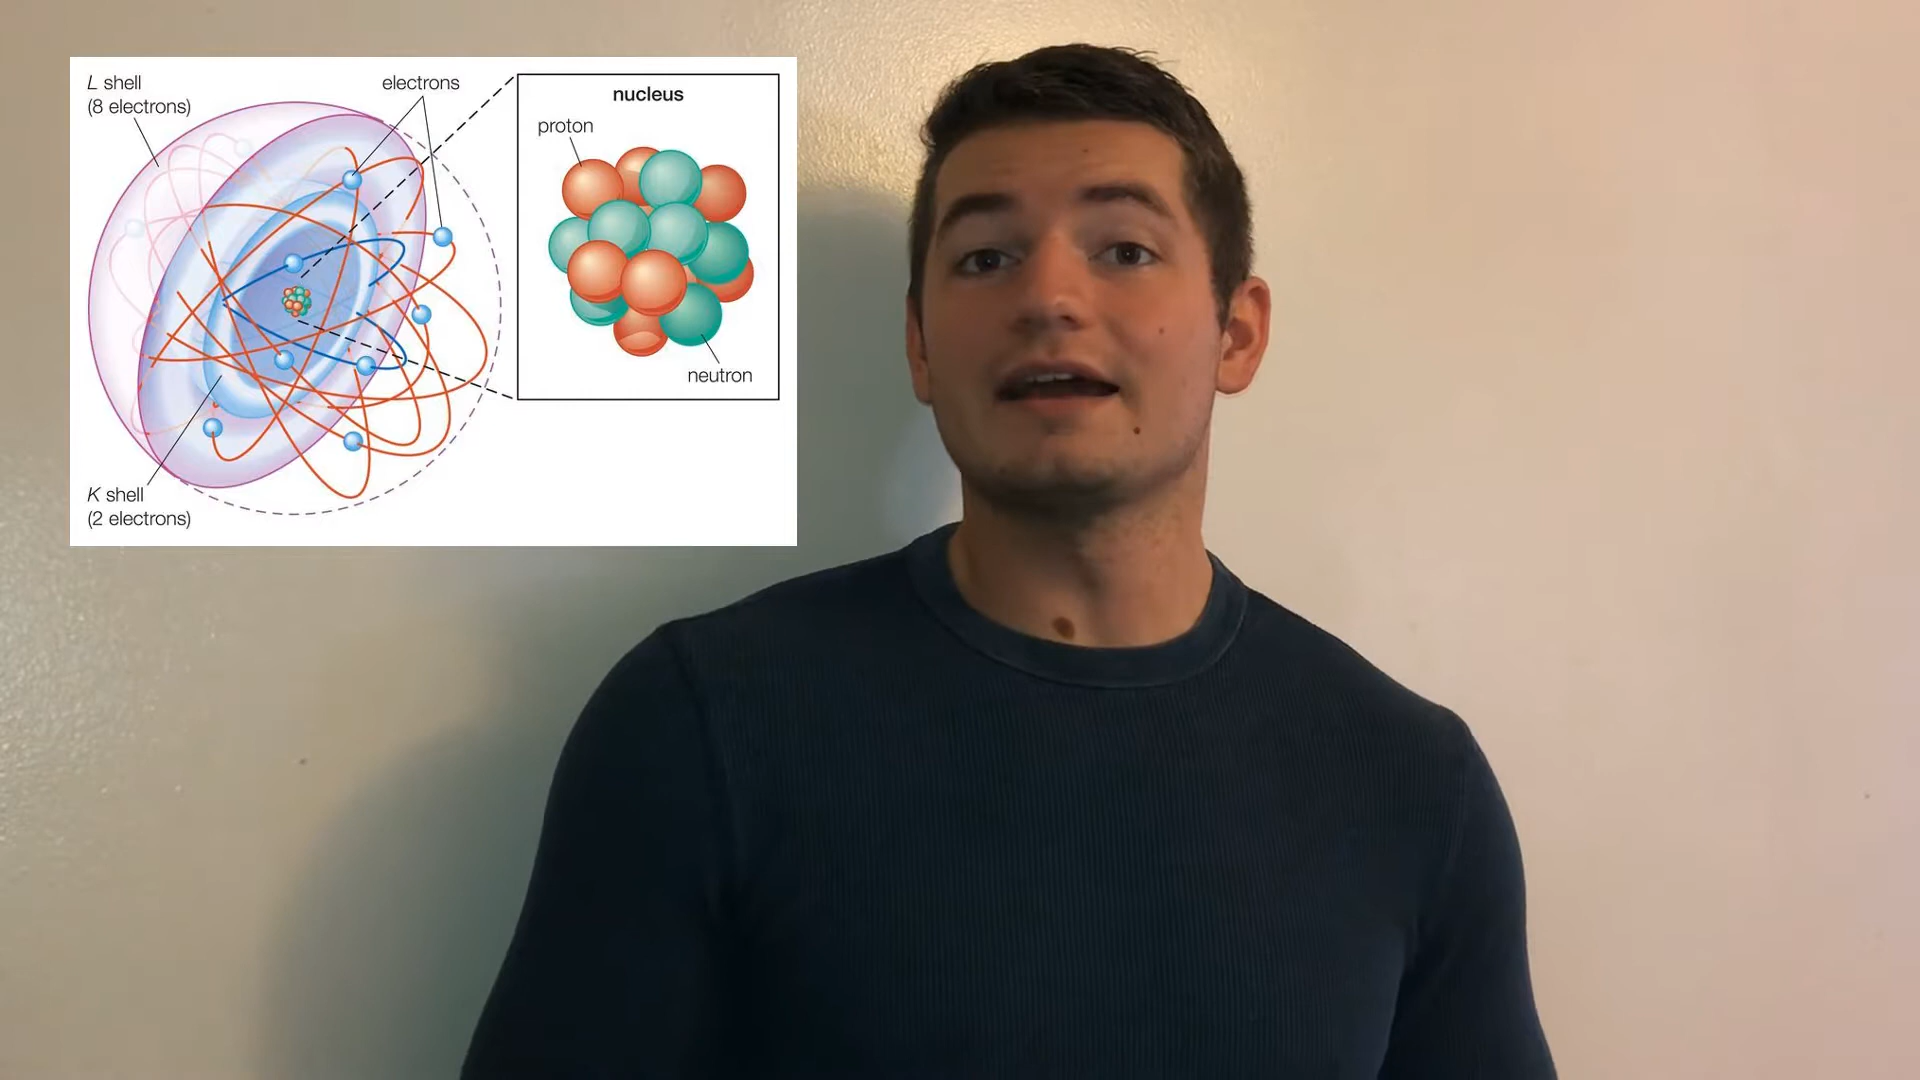 L shell
(8 electrons)
electrons
nucleus
proton
neutron
K shell
(2 electrons)